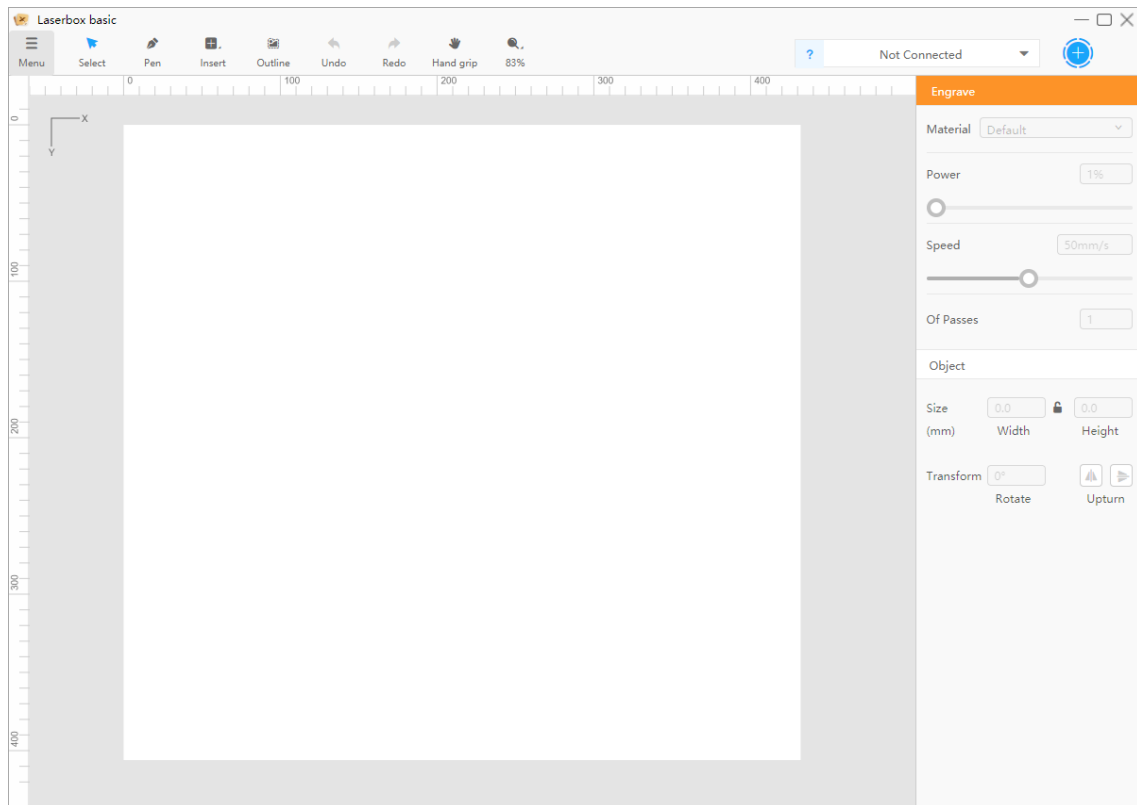 Laserbox basic
Menu Select Pen Insert Outline Undo Redo Hand grip 83%
? Not Connected
0 100 200 300 400
X
Y
0
100
200
300
400
Engrave
Material Default
Power 1%
Speed 50mm/s
Of Passes 1
Object
Size 0.0 0.0
(mm) Width Height
Transform 0°
Rotate Upturn